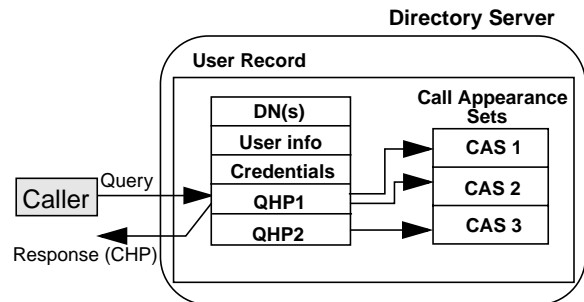 Directory Server
User Record
DN(s)
User info
Credentials
QHP1
QHP2
Call Appearance
Sets
CAS 1
CAS 2
CAS 3
Query
Caller
Response (CHP)